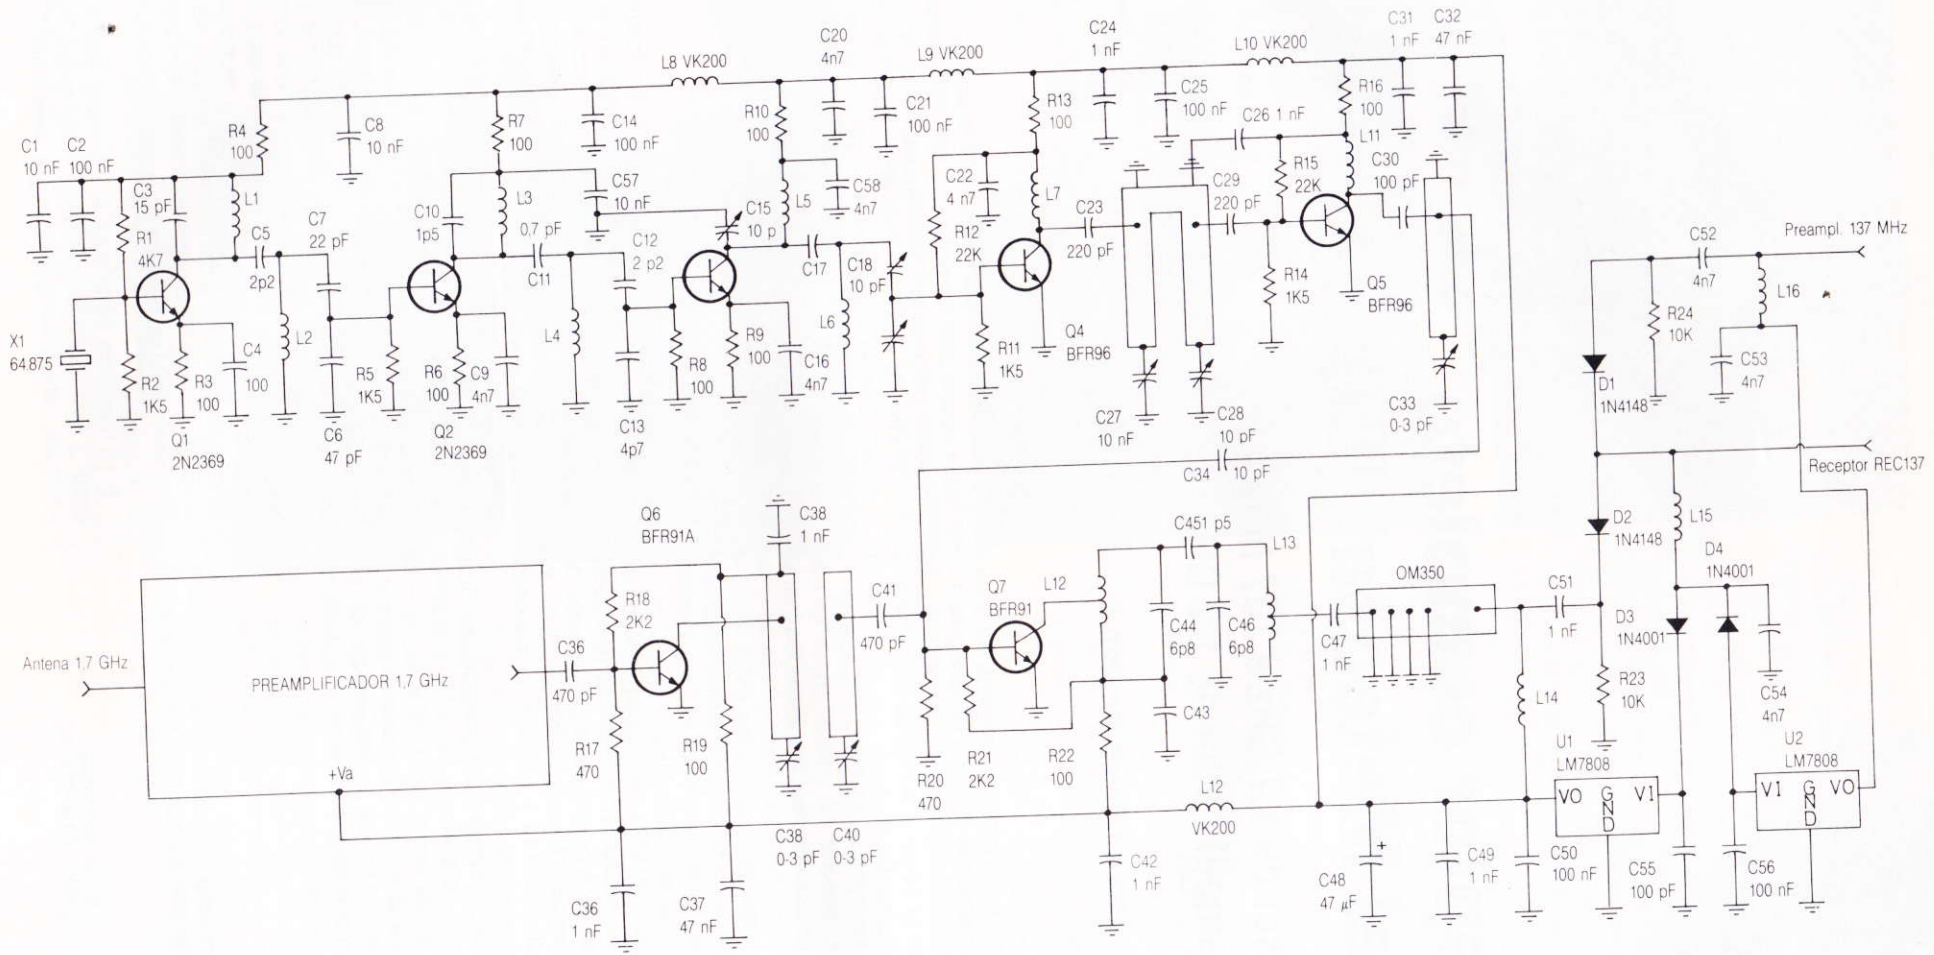 C1
10 nF
C2
100 nF
R4
100
C8
10 nF
R7
100
C14
100 nF
L8 VK200
R10
100
C20
4n7
C21
100 nF
L9 VK200
R13
100
C24
1 nF
C25
100 nF
L10 VK200
R16
100
C31
1 nF
C32
47 nF
C3
15 pF
L1
R1
4K7
C5
2p2
C7
22 pF
C10
1p5
L3
0,7 pF
C11
C57
10 nF
C12
2 p2
C15
10 p
L5
C58
4n7
C17
C18
10 pF
C22
4 n7
R12
22K
L7
C23
220 pF
C26 1 nF
C29
220 pF
R15
22K
L11
C30
100 pF
X1
64.875
R2
1K5
R3
100
C4
100
L2
Q1
2N2369
C6
47 pF
R5
1K5
R6
100
C9
4n7
Q2
2N2369
L4
C13
4p7
R8
100
R9
100
C16
4n7
L6
R11
1K5
Q4
BFR96
C27
10 nF
C28
10 pF
R14
1K5
Q5
BFR96
C33
0-3 pF
C34
10 pF
C52
4n7
Preampl. 137 MHz
R24
10K
L16
C53
4n7
D1
1N4148
Receptor REC137
D2
1N4148
L15
D4
1N4001
D3
1N4001
C54
4n7
Antena 1,7 GHz
PREAMPLIFICADOR 1,7 GHz
+Va
Q6
BFR91A
R18
2K2
C36
470 pF
R17
470
R19
100
C38
1 nF
C41
470 pF
C38
0-3 pF
C40
0-3 pF
C36
1 nF
C37
47 nF
Q7
BFR91
L12
R20
470
R21
2K2
R22
100
C43
C451 p5
C44
6p8
C46
6p8
L13
C47
1 nF
OM350
C51
1 nF
L14
R23
10K
L12
VK200
C42
1 nF
+
C48
47 µF
C49
1 nF
C50
100 nF
U1
LM7808
VO
GND
VI
C55
100 pF
U2
LM7808
VI
GND
VO
C56
100 nF